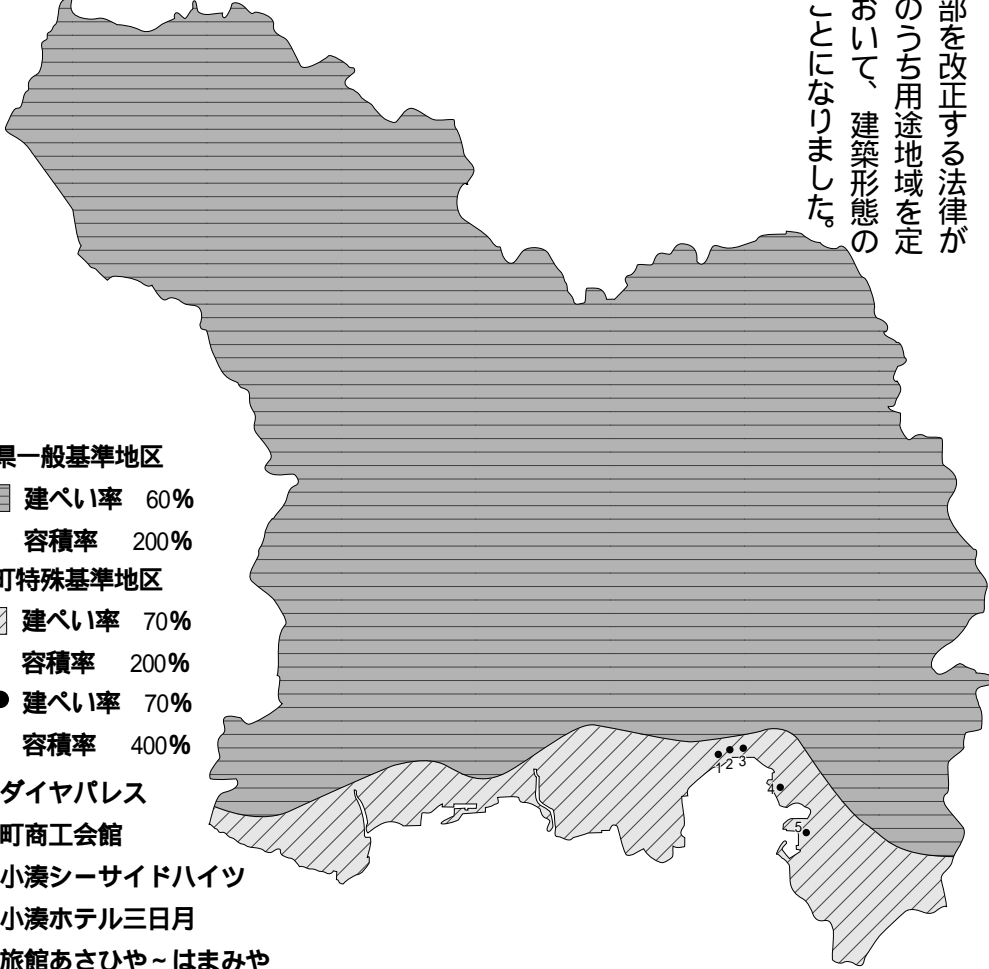 部を改正する法律が
のうち用途地域を定
おいて、建築形態の
ことになりました。
県一般基準地区
建ぺい率 60%
容積率 200%
町特殊基準地区
建ぺい率 70%
容積率 200%
● 建ぺい率 70%
容積率 400%
ダイヤパレス
町商工会館
小湊シーサイドハイツ
小湊ホテル三日月
旅館あさひや~はまみや
1 2 3
4
5